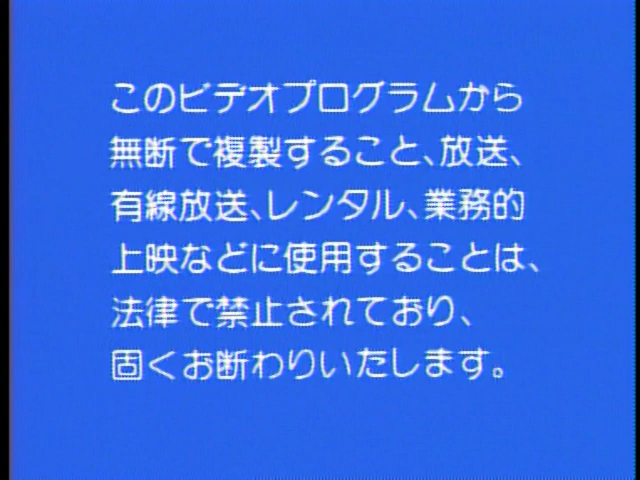 このビデオプログラムから
無断で複製すること、放送、
有線放送、レンタル、業務的
上映などに使用することは、
法律で禁止されており、
固くお断わりいたします。